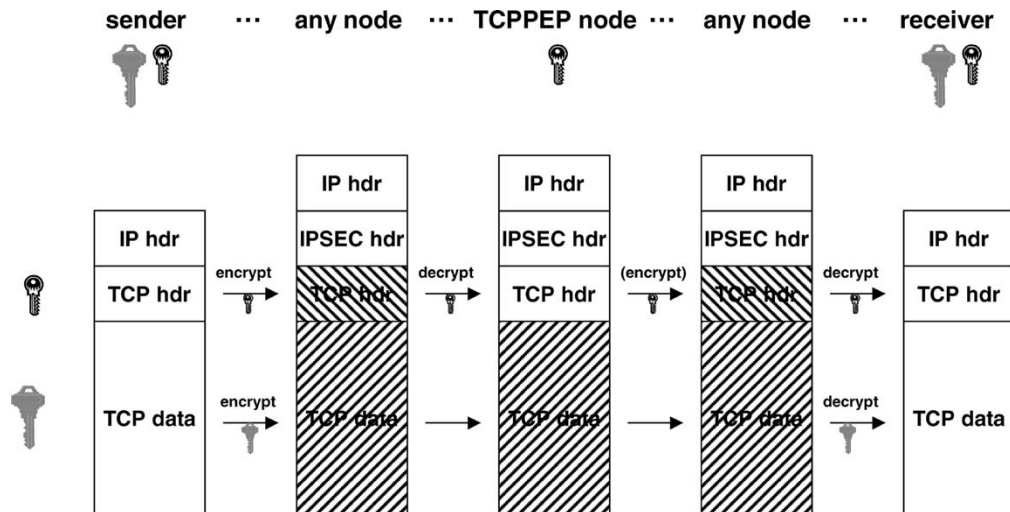 sender ... any node ... TCPPEP node ... any node ... receiver
IP hdr IP hdr IP hdr
IP hdr IPSEC hdr IPSEC hdr IPSEC hdr IP hdr
encrypt decrypt (encrypt) decrypt
TCP hdr TCP hdr TCP hdr TCP hdr TCP hdr
encrypt decrypt
TCP data TCP data TCP data TCP data TCP data